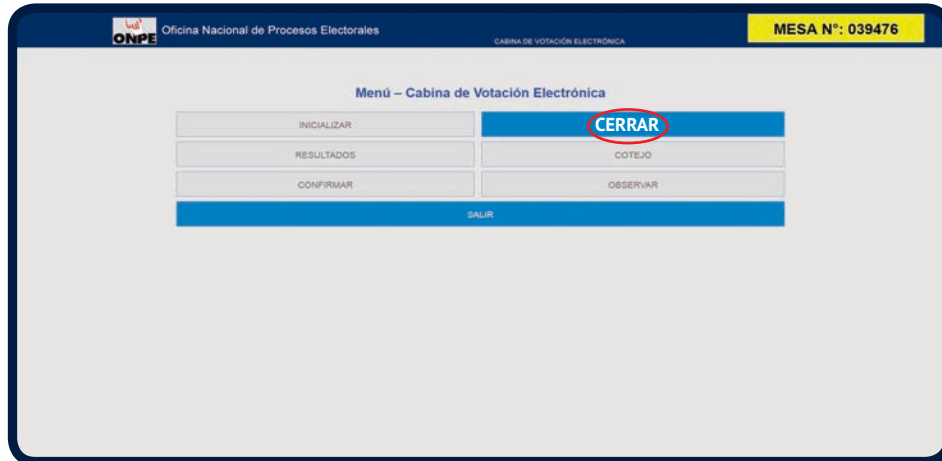 ONPE Oficina Nacional de Procesos Electorales
CABINA DE VOTACIÓN ELECTRÓNICA
MESA N°: 039476
Menú – Cabina de Votación Electrónica
INICIALIZAR
CERRAR
RESULTADOS
COTEJO
CONFIRMAR
OBSERVAR
SALIR